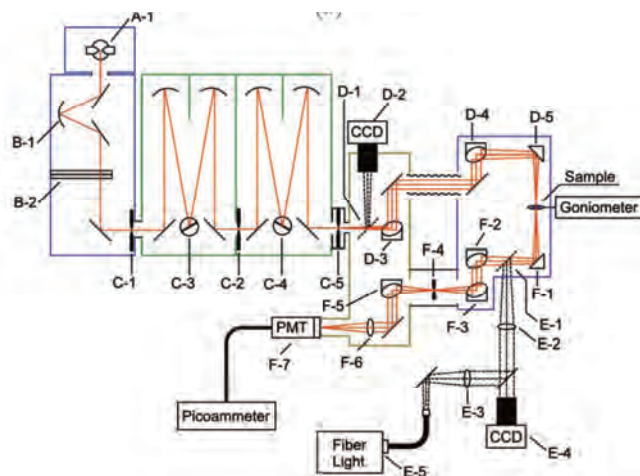 A-1
D-1
D-2
D-4
D-5
CCD
B-1
Sample
B-2
Goniometer
D-3
F-2
F-4
C-1
C-3
C-2
C-4
C-5
F-5
F-3
F-1
E-1
E-2
PMT
F-6
F-7
E-3
Picoammeter
Fiber
Light
CCD
E-4
E-5